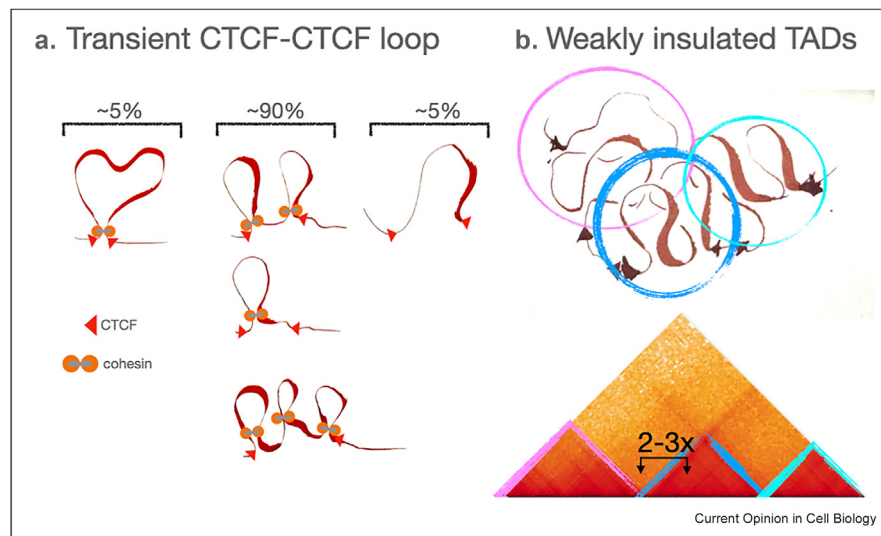 a. Transient CTCF-CTCF loop
~5%
~90%
~5%
CTCF
cohesin
b. Weakly insulated TADs
2-3x
Current Opinion in Cell Biology